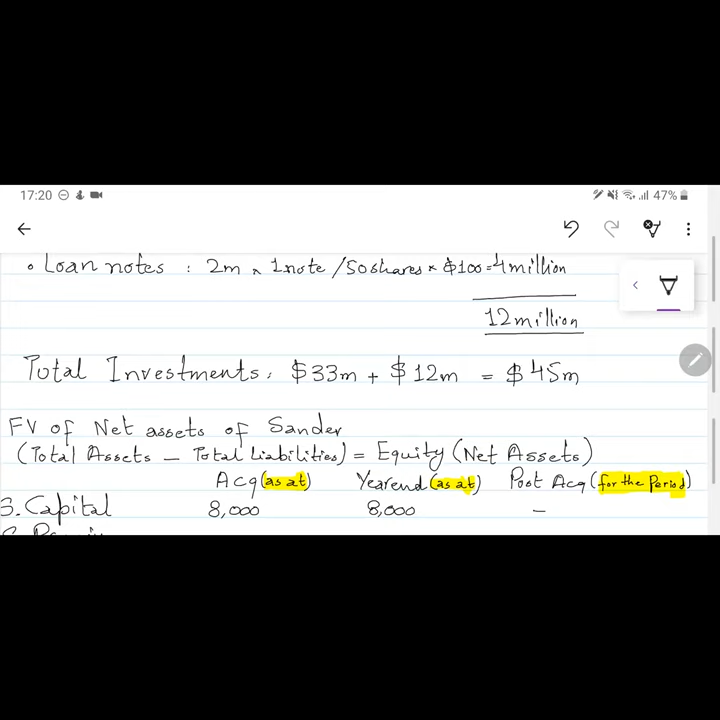 17:20 47%
• Loan notes : 2m x 1note /50shares x $100 = 4million
12million
Total Investments: $33m + $12m = $45m
FV of Net assets of Sander
(Total Assets – Total liabilities) = Equity (Net Assets)
Acq (as at) Yearend (as at) Post Acq (for the Period)
S. Capital 8,000 8,000 –